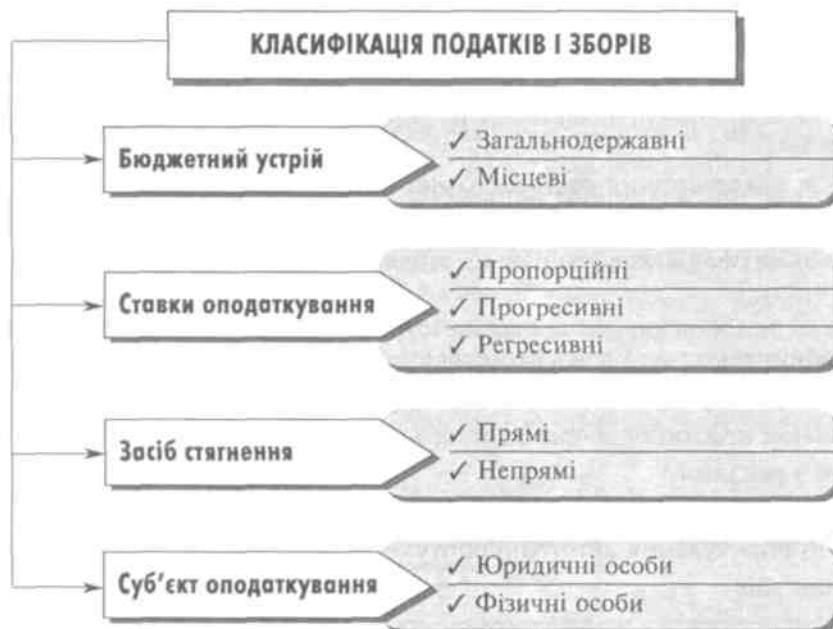 КЛАСИФІКАЦІЯ ПОДАТКІВ І ЗБОРІВ
Бюджетний устрій
✓ Загальнодержавні
✓ Місцеві
Ставки оподаткування
✓ Пропорційні
✓ Прогресивні
✓ Регресивні
Засіб стягнення
✓ Прямі
✓ Непрямі
Суб'єкт оподаткування
✓ Юридичні особи
✓ Фізичні особи